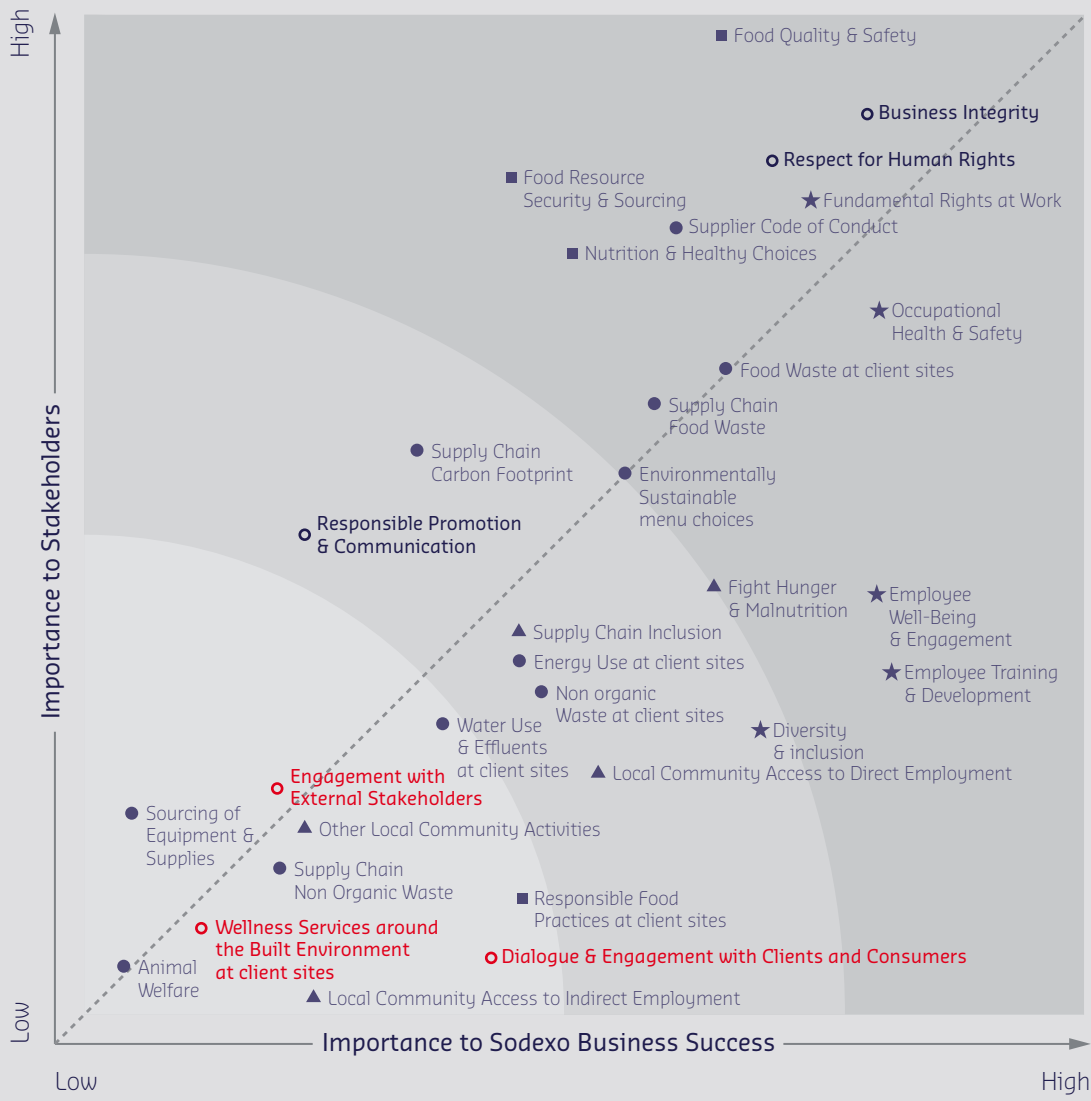 High
Food Quality & Safety
Business Integrity
Respect for Human Rights
Food Resource
Security & Sourcing
Fundamental Rights at Work
Supplier Code of Conduct
Nutrition & Healthy Choices
Occupational
Health & Safety
Food Waste at client sites
Supply Chain
Food Waste
Supply Chain
Carbon Footprint
Environmentally
Sustainable
menu choices
Responsible Promotion
& Communication
Importance to Stakeholders
Fight Hunger
& Malnutrition
Employee
Well-Being
& Engagement
Supply Chain Inclusion
Energy Use at client sites
Employee Training
& Development
Non organic
Waste at client sites
Water Use
& Effluents
at client sites
Diversity
& inclusion
Local Community Access to Direct Employment
Engagement with
External Stakeholders
Sourcing of
Equipment &
Supplies
Other Local Community Activities
Supply Chain
Non Organic Waste
Responsible Food
Practices at client sites
Wellness Services around
the Built Environment
at client sites
Dialogue & Engagement with Clients and Consumers
Animal
Welfare
Local Community Access to Indirect Employment
Low
Importance to Sodexo Business Success
Low
High